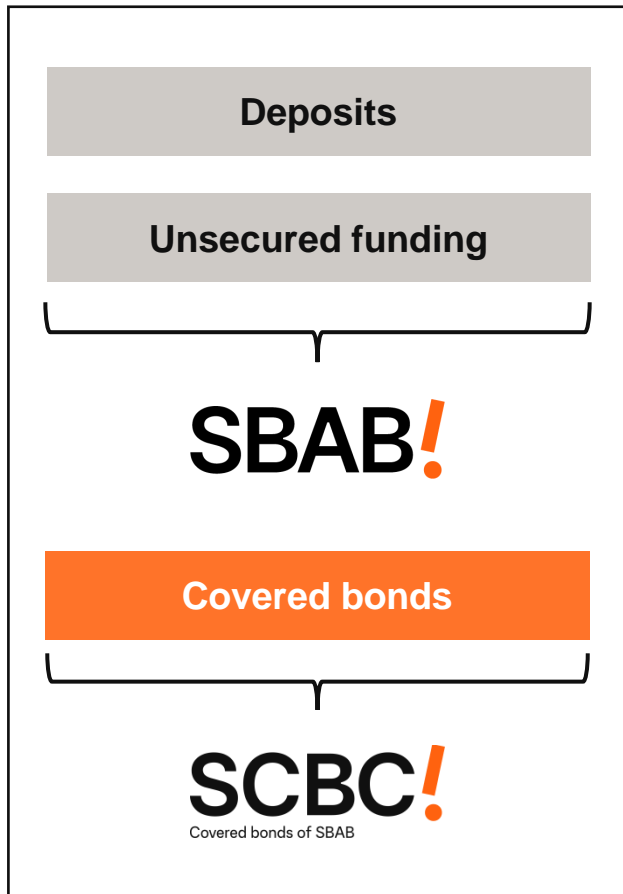 Deposits
Unsecured funding
SBAB!
Covered bonds
SCBC!
Covered bonds of SBAB